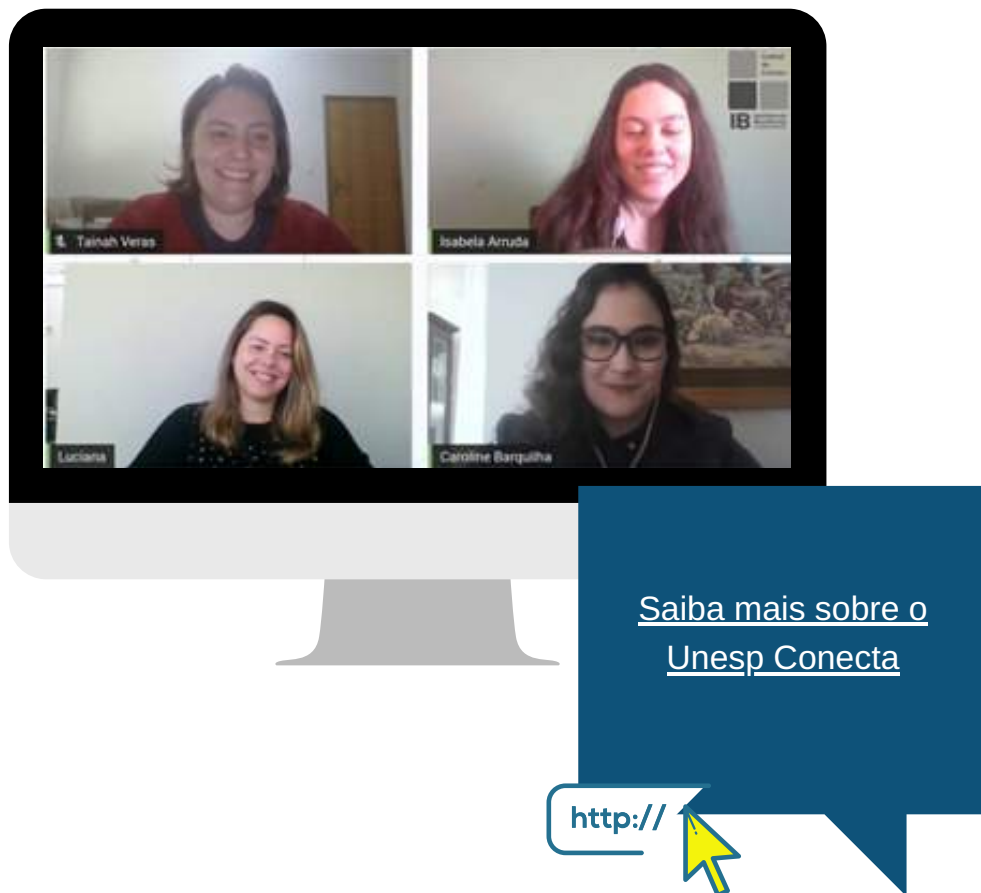 Tainah Veras
Isabela Arruda
IB
Luciana
Caroline Barquilha
Saiba mais sobre o
Unesp Conecta
http://